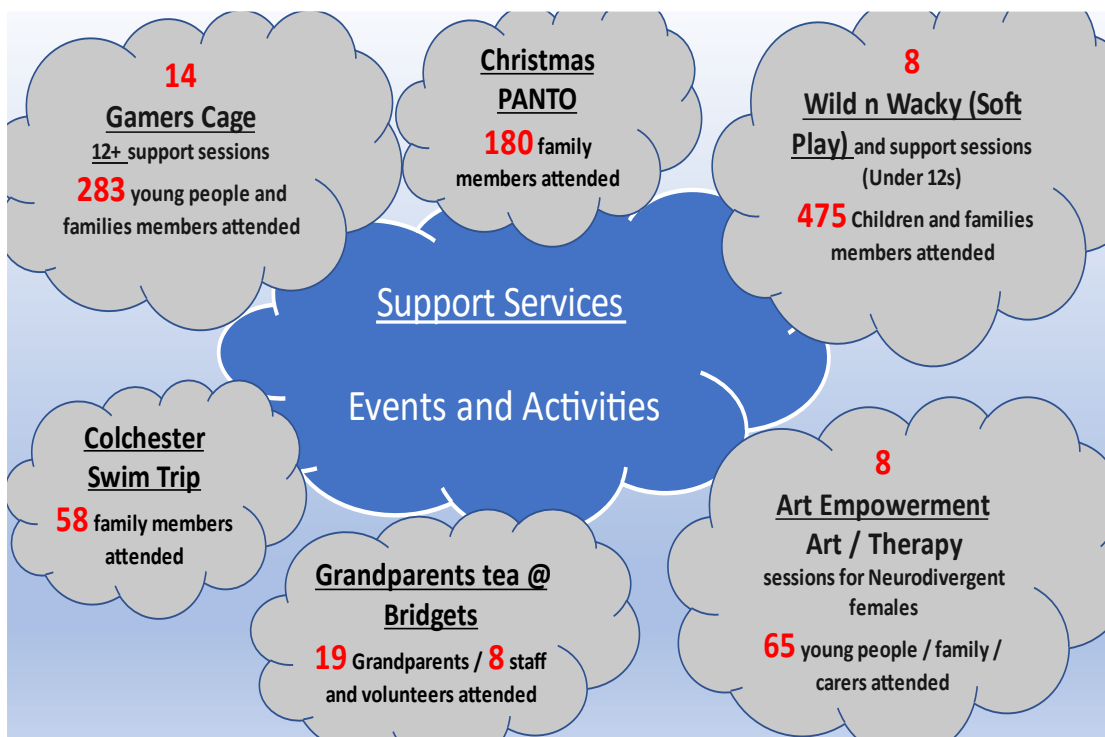 14
Gamers Cage
12+ support sessions
283 young people and
families members attended
Christmas
PANTO
180 family
members attended
8
Wild n Wacky (Soft
Play) and support sessions
(Under 12s)
475 Children and families
members attended
Support Services
Events and Activities
Colchester
Swim Trip
58 family members
attended
Grandparents tea @
Bridgets
19 Grandparents / 8 staff
and volunteers attended
8
Art Empowerment
Art / Therapy
sessions for Neurodivergent
females
65 young people / family /
carers attended